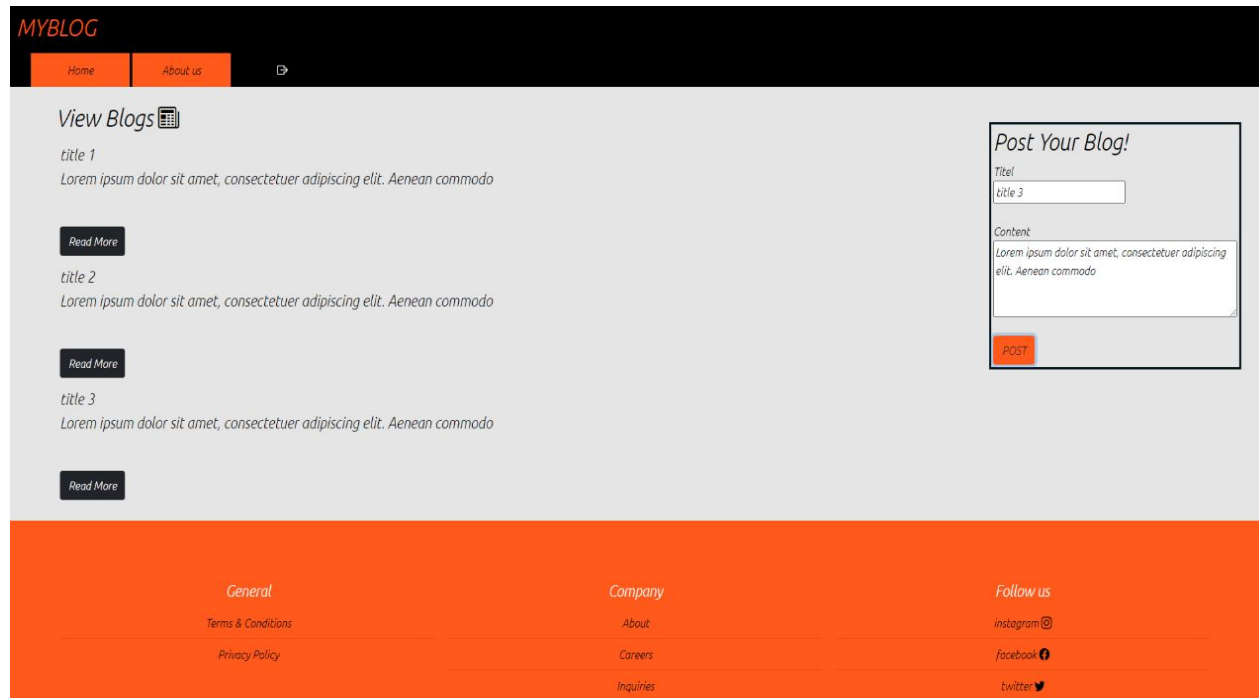 MYBLOG
Home
About us
View Blogs
title 1
Lorem ipsum dolor sit amet, consectetuer adipiscing elit. Aenean commodo
Read More
title 2
Lorem ipsum dolor sit amet, consectetuer adipiscing elit. Aenean commodo
Read More
title 3
Lorem ipsum dolor sit amet, consectetuer adipiscing elit. Aenean commodo
Read More
Post Your Blog!
Titel
title 3
Content
Lorem ipsum dolor sit amet, consectetuer adipiscing
elit. Aenean commodo
POST
General
Terms & Conditions
Privacy Policy
Company
About
Careers
Inquiries
Follow us
instagram
facebook
twitter